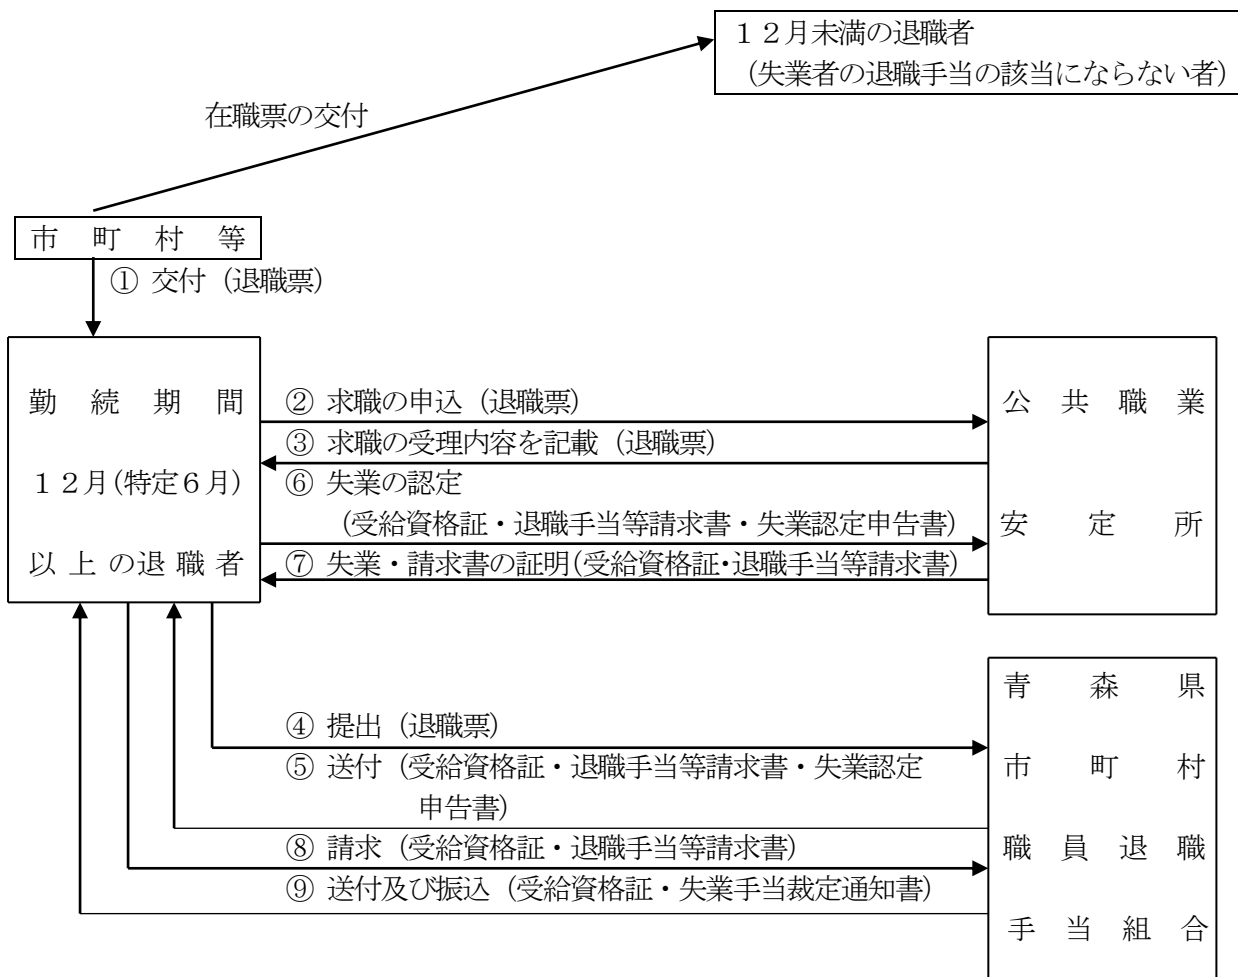 １２月未満の退職者
（失業者の退職手当の該当にならない者）
在職票の交付
市町村等
① 交付（退職票）
勤続期間
１２月(特定６月)
以上の退職者
② 求職の申込（退職票）
③ 求職の受理内容を記載（退職票）
⑥ 失業の認定
（受給資格証・退職手当等請求書・失業認定申告書）
⑦ 失業・請求書の証明(受給資格証・退職手当等請求書)
公共職業
安定所
④ 提出（退職票）
⑤ 送付（受給資格証・退職手当等請求書・失業認定
申告書）
⑧ 請求（受給資格証・退職手当等請求書）
⑨ 送付及び振込（受給資格証・失業手当裁定通知書）
青森県
市町村
職員退職
手当組合